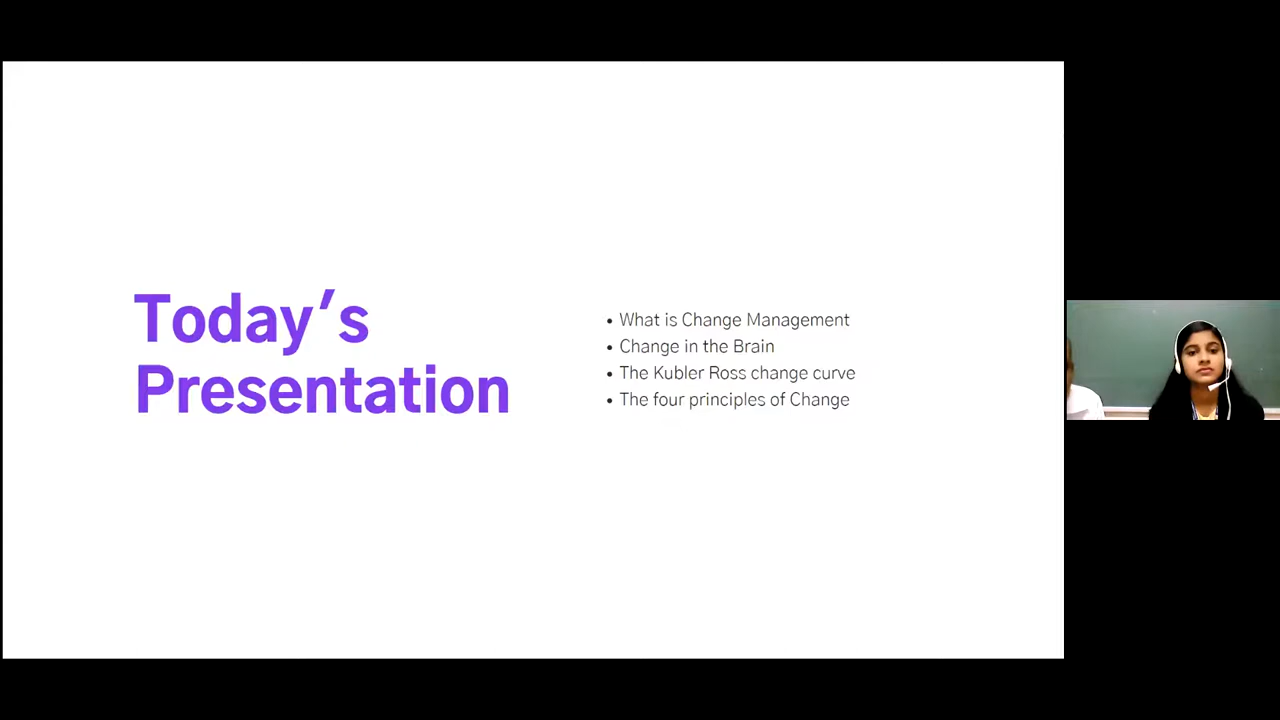 Today's
Presentation
• What is Change Management
• Change in the Brain
• The Kubler Ross change curve
• The four principles of Change